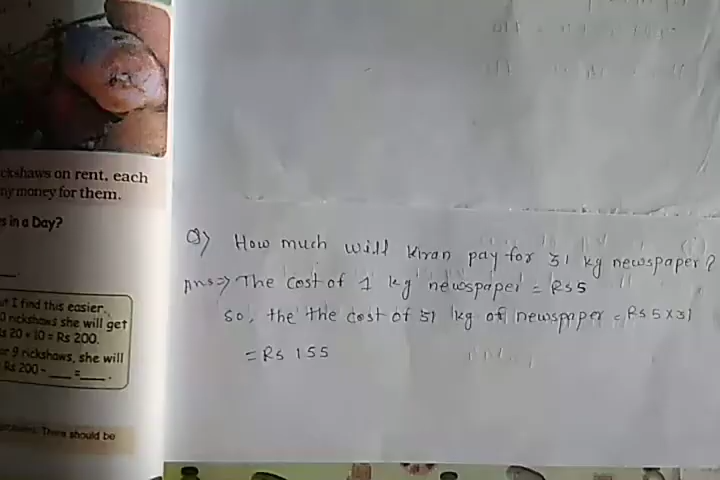 ckshaws on rent, each
ny money for them.
s in a Day?
I find this easier.
0 rickshaws she will get
s 20 × 10 = Rs 200.
or 9 rickshaws, she will
Rs 200 - ___ = ___.
There should be
Q) How much will Kiran pay for 31 kg newspaper?
Ans=> The cost of 1 kg newspaper = Rs 5
So, the the cost of 31 kg of newspaper = Rs 5 × 31
= Rs 155